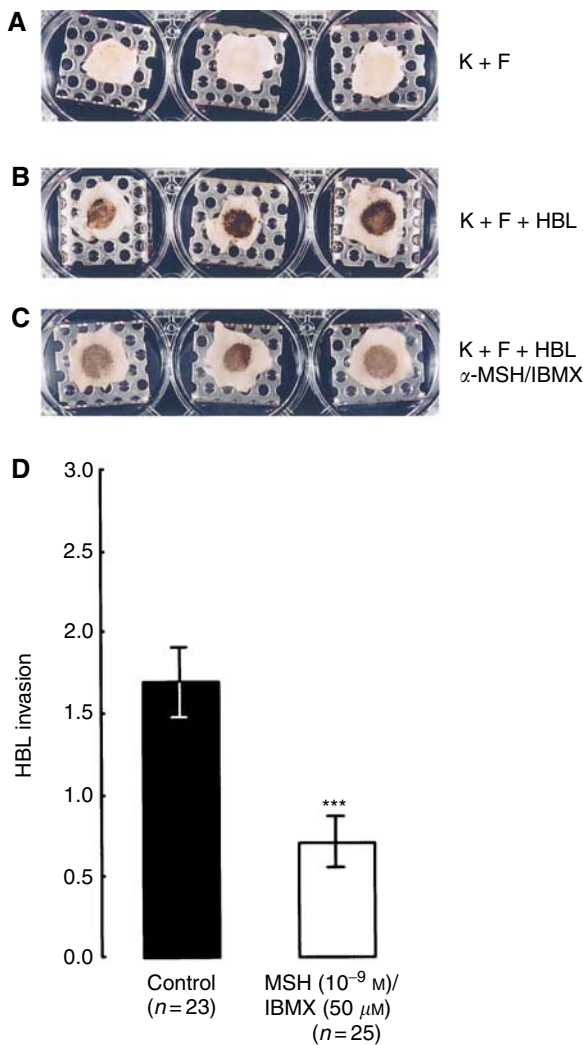 A
K + F
B
K + F + HBL
C
K + F + HBL
α-MSH/IBMX
D
3.0
2.5
2.0
1.5
1.0
0.5
0.0
HBL invasion
***
Control
(n = 23)
MSH (10⁻⁹ M)/
IBMX (50 μM)
(n = 25)